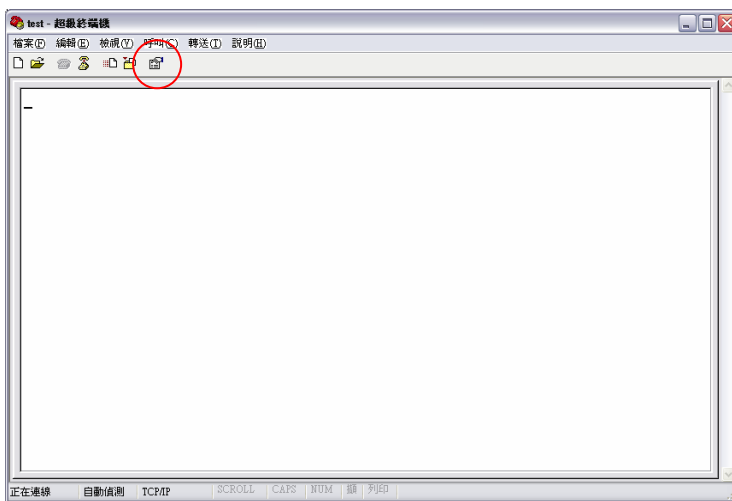 test - 超級終端機
檔案(F) 編輯(E) 檢視(V) 呼叫(C) 轉送(T) 說明(H)
正在連線 自動偵測 TCP/IP SCROLL CAPS NUM 擷 列印